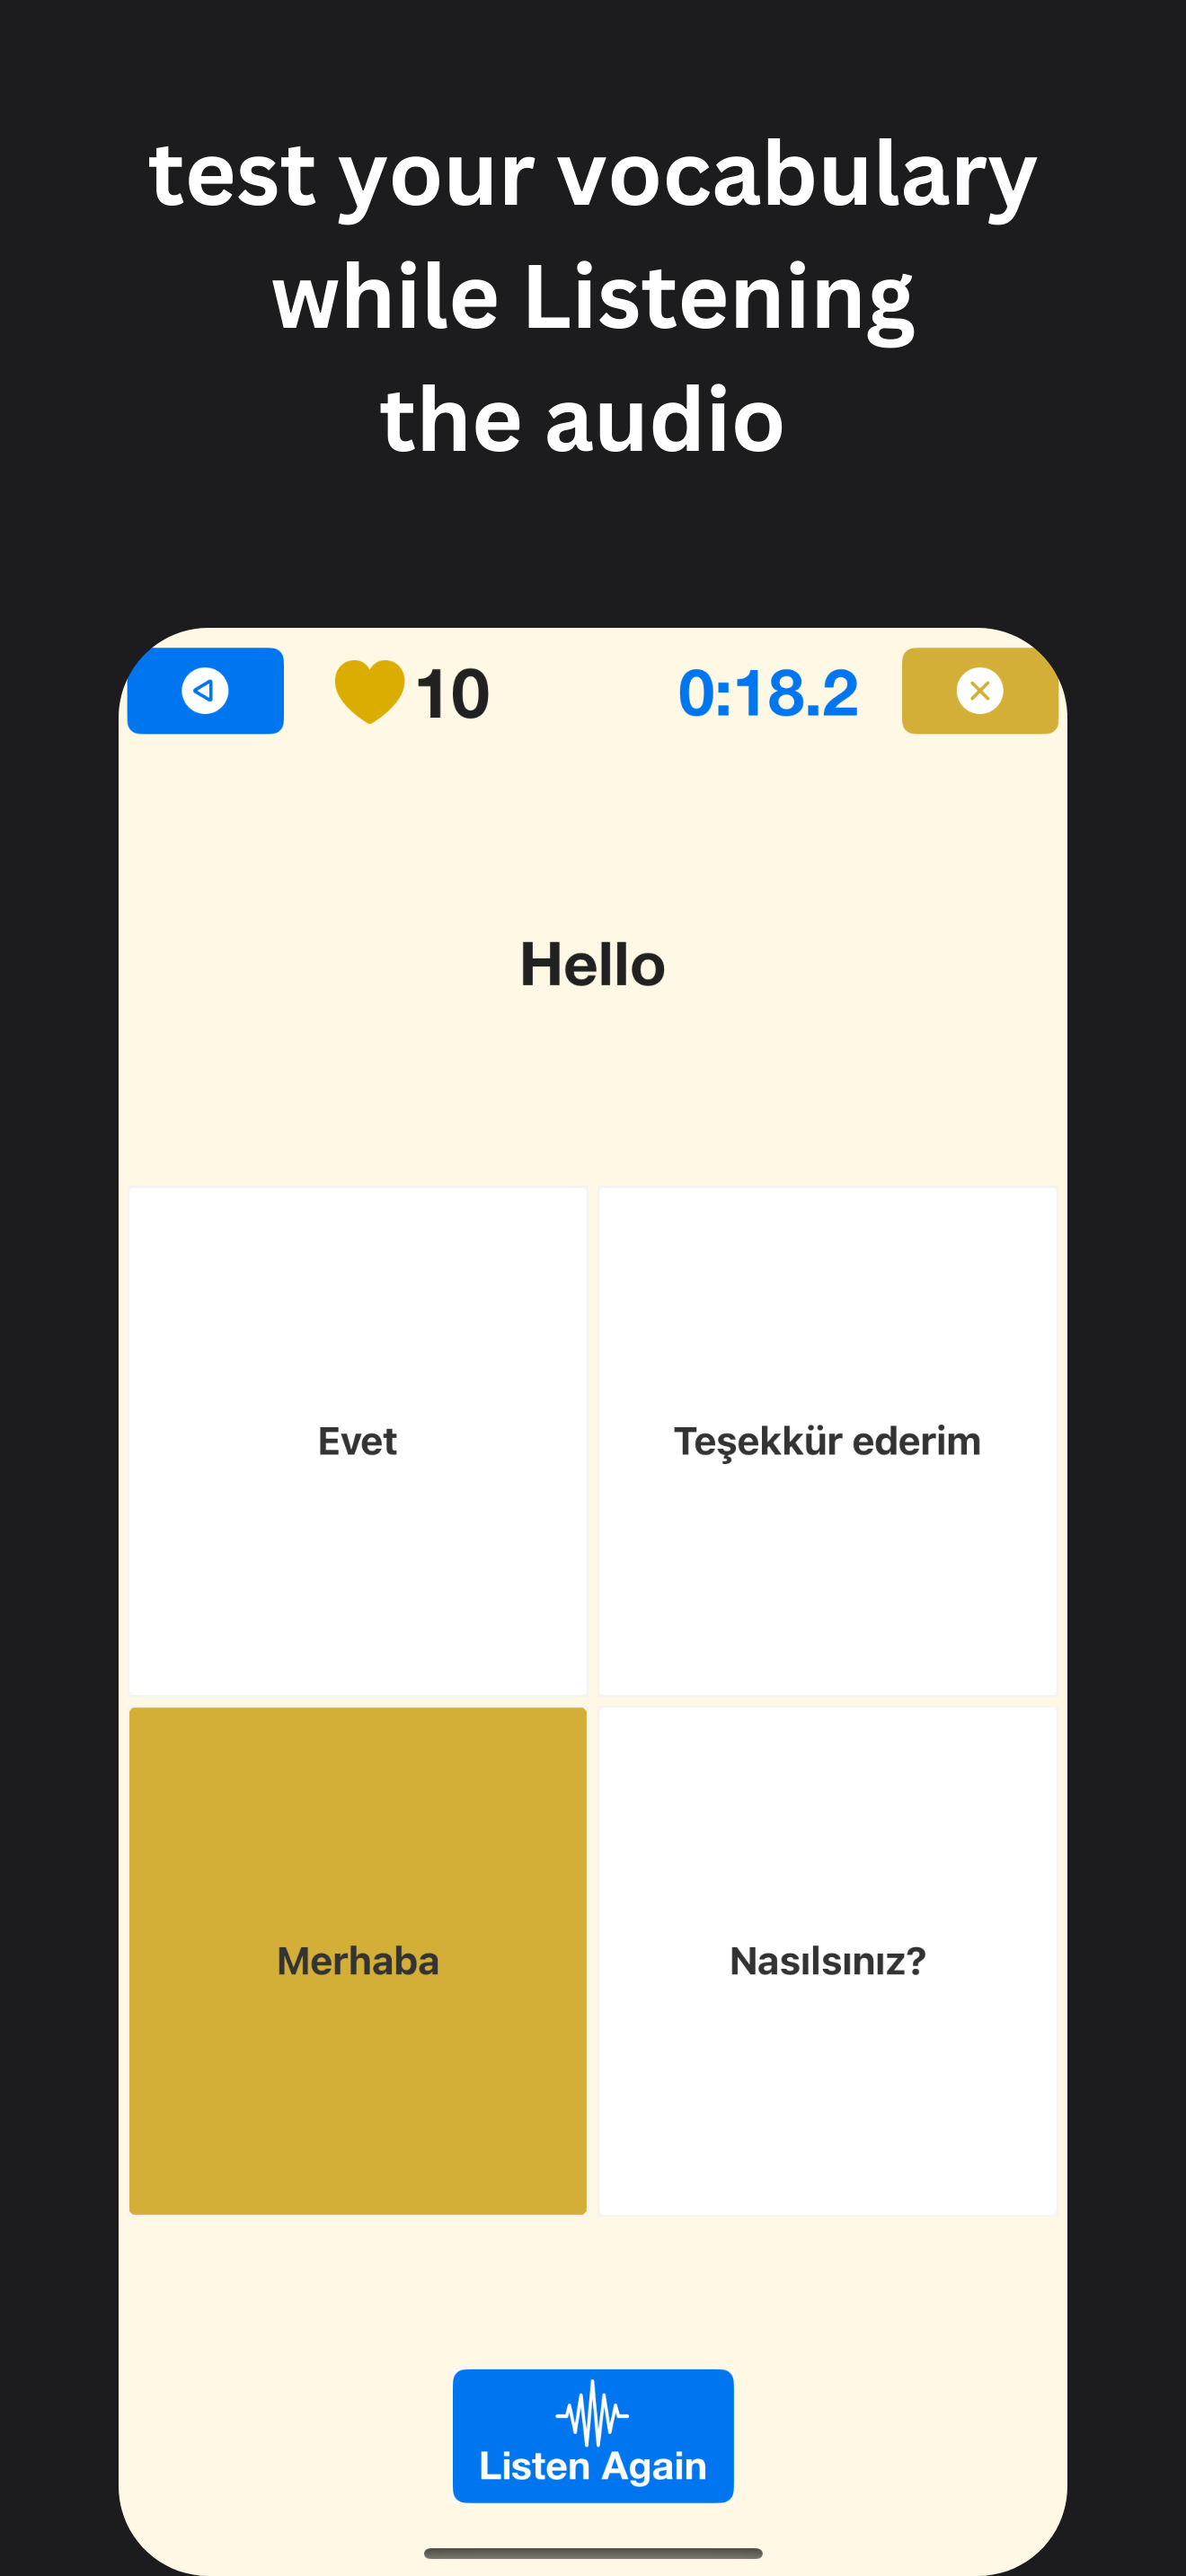 test your vocabulary
while Listening
the audio
10
0:18.2
Hello
Evet
Teşekkür ederim
Merhaba
Nasılsınız?
Listen Again